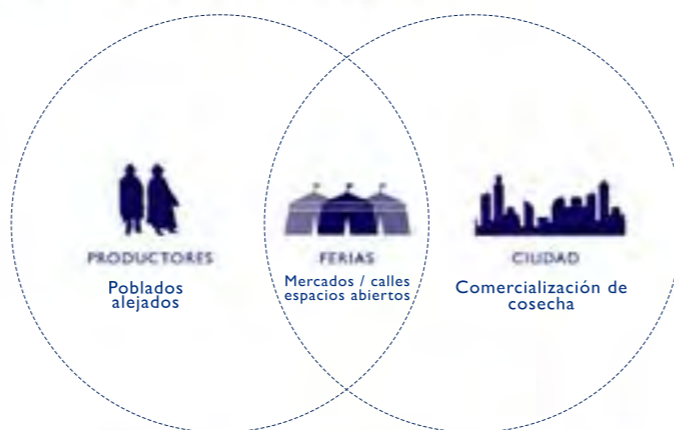 PRODUCTORES
Poblados
alejados
FERIAS
Mercados / calles
espacios abiertos
CIUDAD
Comercialización de
cosecha